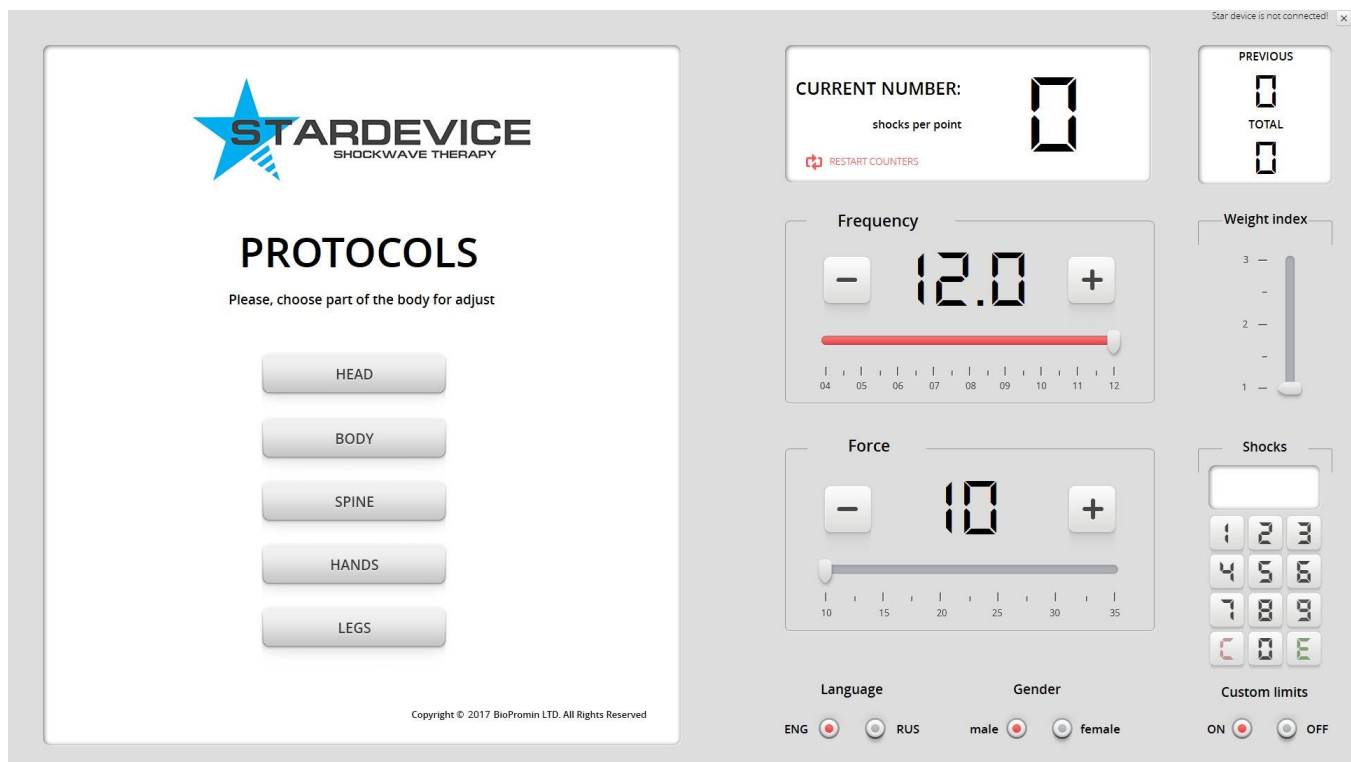 Star device is not connected!
STARDEVICE
SHOCKWAVE THERAPY
PROTOCOLS
Please, choose part of the body for adjust
HEAD
BODY
SPINE
HANDS
LEGS
Copyright © 2017 BioPromin LTD. All Rights Reserved
CURRENT NUMBER:
0
shocks per point
RESTART COUNTERS
PREVIOUS
0
TOTAL
0
Frequency
− 12.0 +
04 05 06 07 08 09 10 11 12
Weight index
3
2
1
Force
− 10 +
10 15 20 25 30 35
Shocks
1 2 3
4 5 6
7 8 9
C 0 E
Language
ENG RUS
Gender
male female
Custom limits
ON OFF